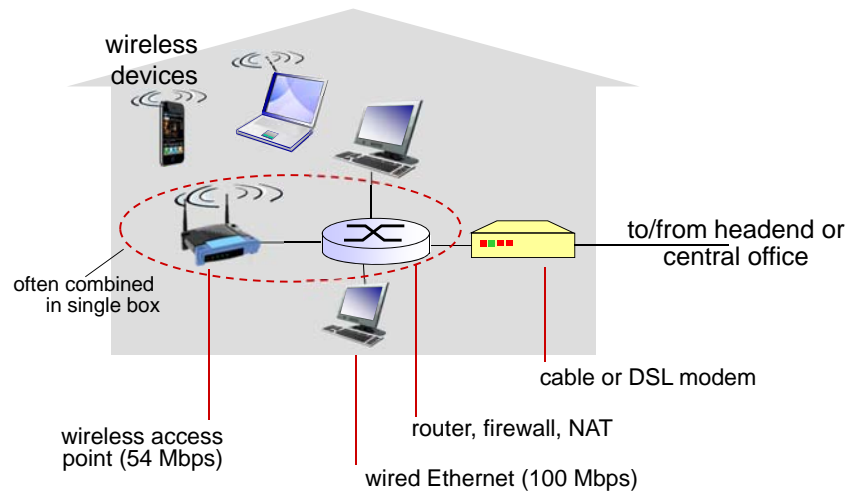 wireless
devices
to/from headend or
central office
often combined
in single box
cable or DSL modem
router, firewall, NAT
wireless access
point (54 Mbps)
wired Ethernet (100 Mbps)